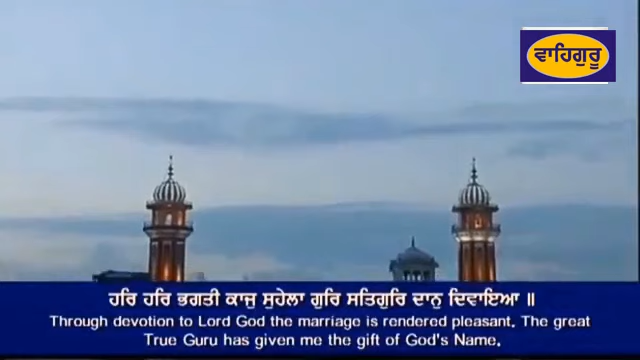 ਵਾਹਿਗੁਰੂ
ਹਰਿ ਹਰਿ ਭਗਤੀ ਕਾਜੁ ਸੁਹੇਲਾ ਗੁਰਿ ਸਤਿਗੁਰਿ ਦਾਨੁ ਦਿਵਾਇਆ ॥
Through devotion to Lord God the marriage is rendered pleasant. The great
True Guru has given me the gift of God's Name.